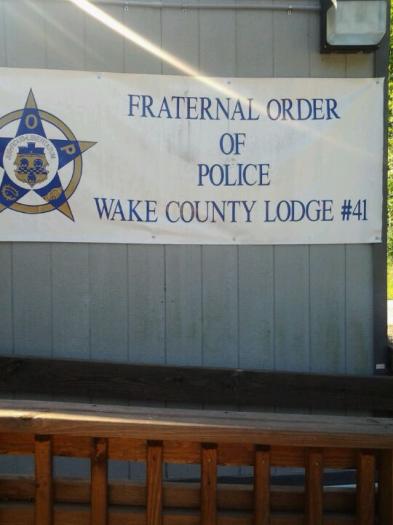 FRATERNAL ORDER
OF
POLICE
WAKE COUNTY LODGE #41
O
P